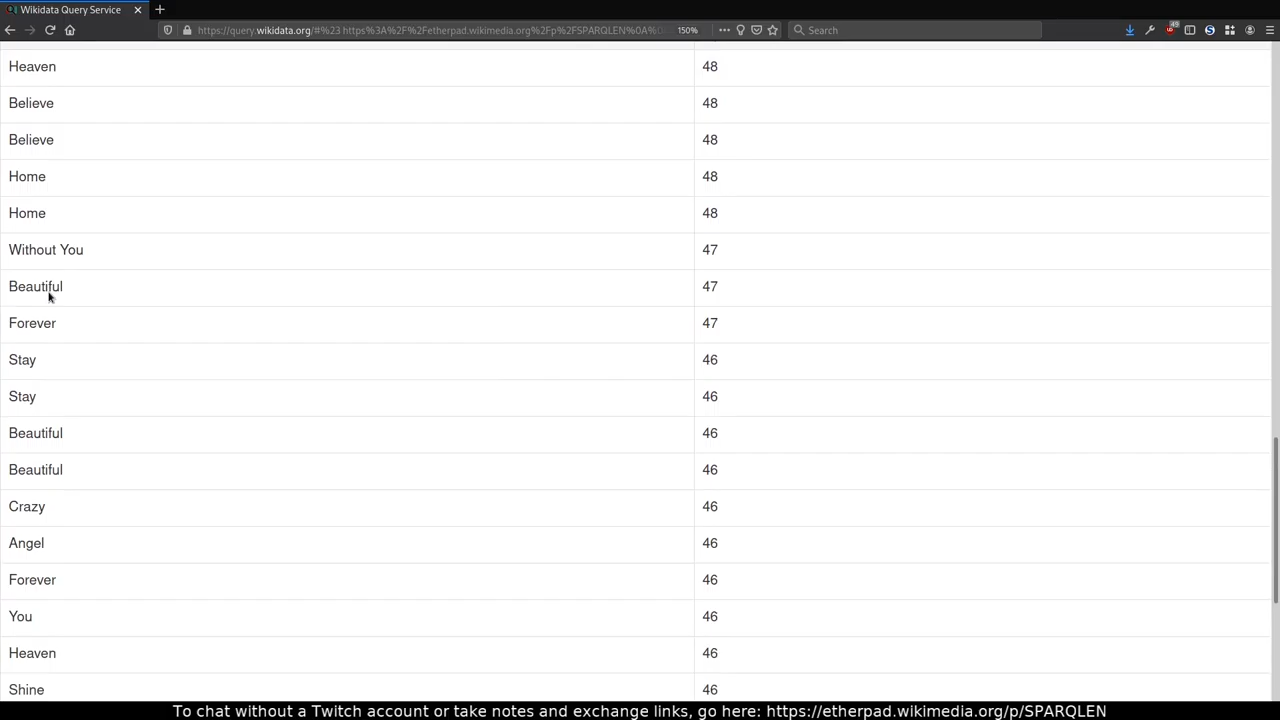 Wikidata Query Service
https://query.wikidata.org/#%23 https%3A%2F%2Fetherpad.wikimedia.org%2Fp%2FSPARQLEN%0A%
150%
Search
49
Heaven 48
Believe 48
Believe 48
Home 48
Home 48
Without You 47
Beautiful 47
Forever 47
Stay 46
Stay 46
Beautiful 46
Beautiful 46
Crazy 46
Angel 46
Forever 46
You 46
Heaven 46
Shine 46
To chat without a Twitch account or take notes and exchange links, go here: https://etherpad.wikimedia.org/p/SPARQLEN